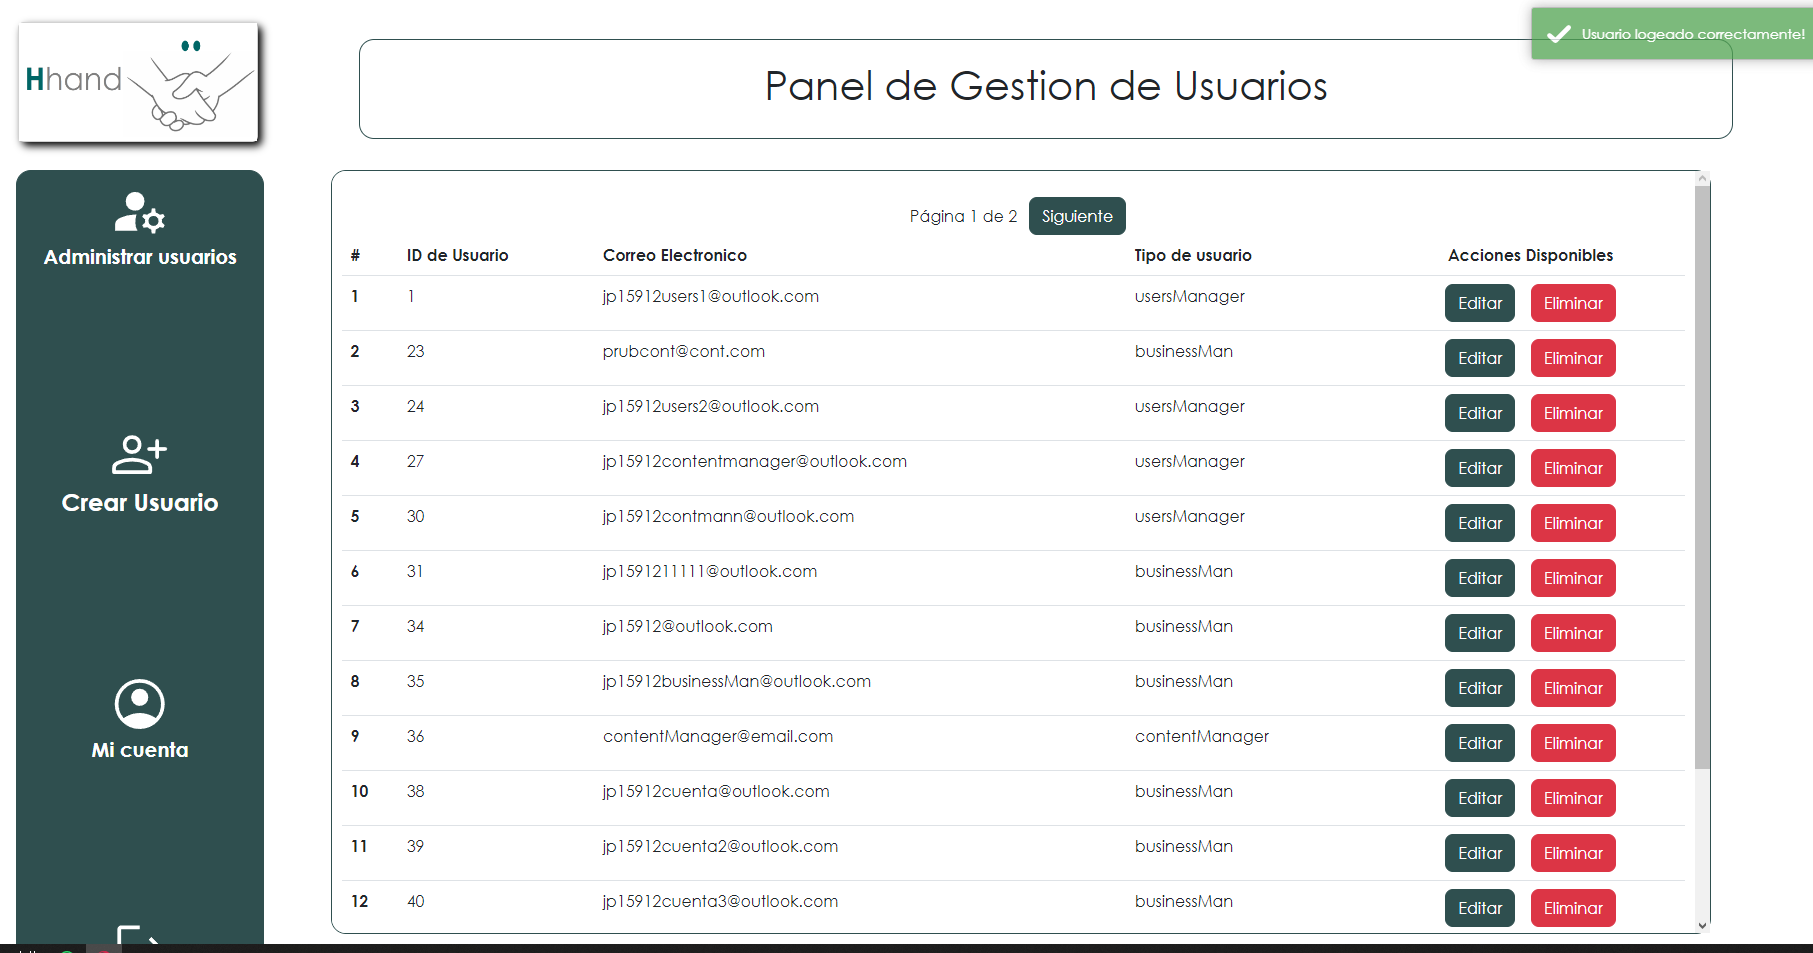 Hhand
Usuario logeado correctamente!
Panel de Gestion de Usuarios
Administrar usuarios
Crear Usuario
Mi cuenta
Página 1 de 2 Siguiente
# ID de Usuario Correo Electronico Tipo de usuario Acciones Disponibles
1 1 jp15912users1@outlook.com usersManager Editar Eliminar
2 23 prubcont@cont.com businessMan Editar Eliminar
3 24 jp15912users2@outlook.com usersManager Editar Eliminar
4 27 jp15912contentmanager@outlook.com usersManager Editar Eliminar
5 30 jp15912contmann@outlook.com usersManager Editar Eliminar
6 31 jp1591211111@outlook.com businessMan Editar Eliminar
7 34 jp15912@outlook.com businessMan Editar Eliminar
8 35 jp15912businessMan@outlook.com businessMan Editar Eliminar
9 36 contentManager@email.com contentManager Editar Eliminar
10 38 jp15912cuenta@outlook.com businessMan Editar Eliminar
11 39 jp15912cuenta2@outlook.com businessMan Editar Eliminar
12 40 jp15912cuenta3@outlook.com businessMan Editar Eliminar